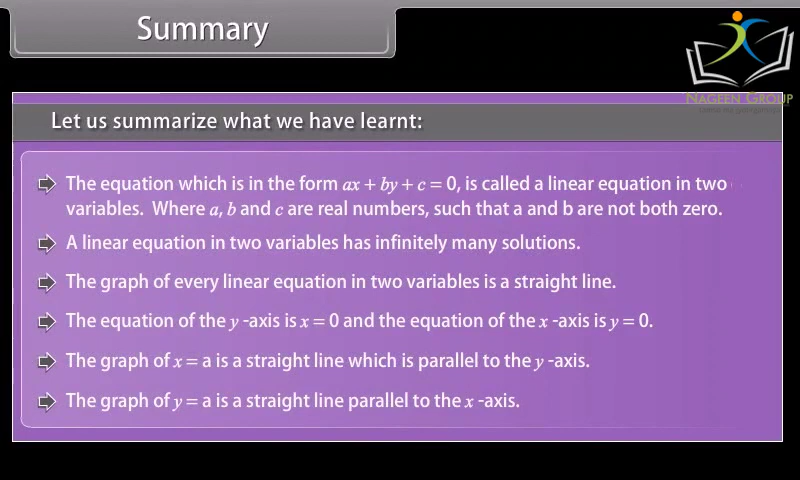 Summary
NAGEEN GROUP
Let us summarize what we have learnt:
The equation which is in the form ax + by + c = 0, is called a linear equation in two
variables. Where a, b and c are real numbers, such that a and b are not both zero.
A linear equation in two variables has infinitely many solutions.
The graph of every linear equation in two variables is a straight line.
The equation of the y -axis is x = 0 and the equation of the x -axis is y = 0.
The graph of x = a is a straight line which is parallel to the y -axis.
The graph of y = a is a straight line parallel to the x -axis.